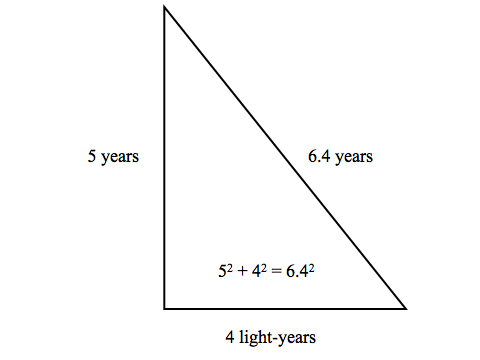 5 years
6.4 years
5² + 4² = 6.4²
4 light-years